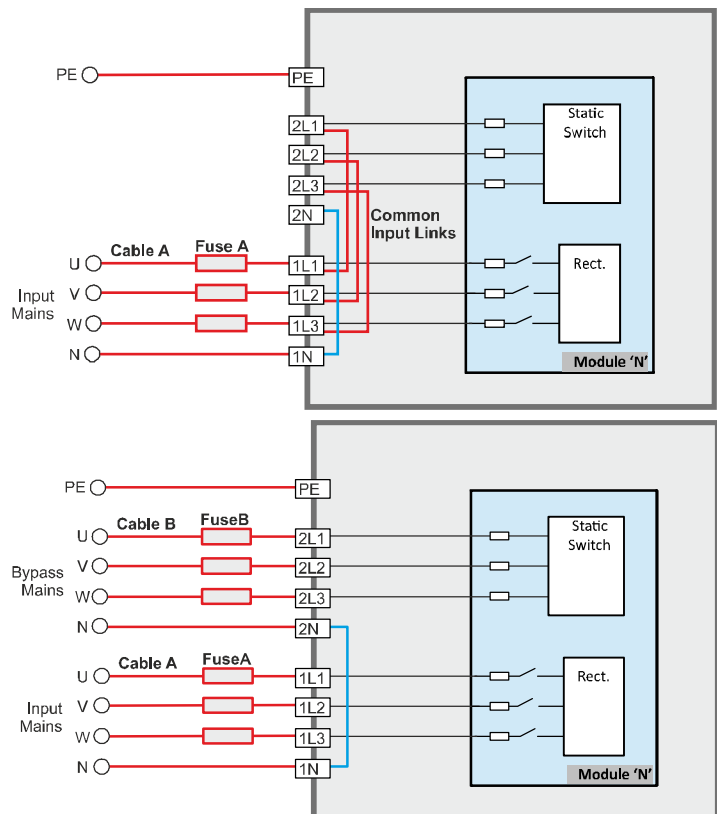 PE
PE
2L1
2L2
2L3
2N
Static
Switch
Common
Input Links
Cable A
Fuse A
U
V
W
N
Input
Mains
1L1
1L2
1L3
1N
Rect.
Module ‘N’
PE
PE
Cable B
FuseB
U
V
W
N
Bypass
Mains
2L1
2L2
2L3
2N
Static
Switch
Cable A
FuseA
U
V
W
N
Input
Mains
1L1
1L2
1L3
1N
Rect.
Module ‘N’